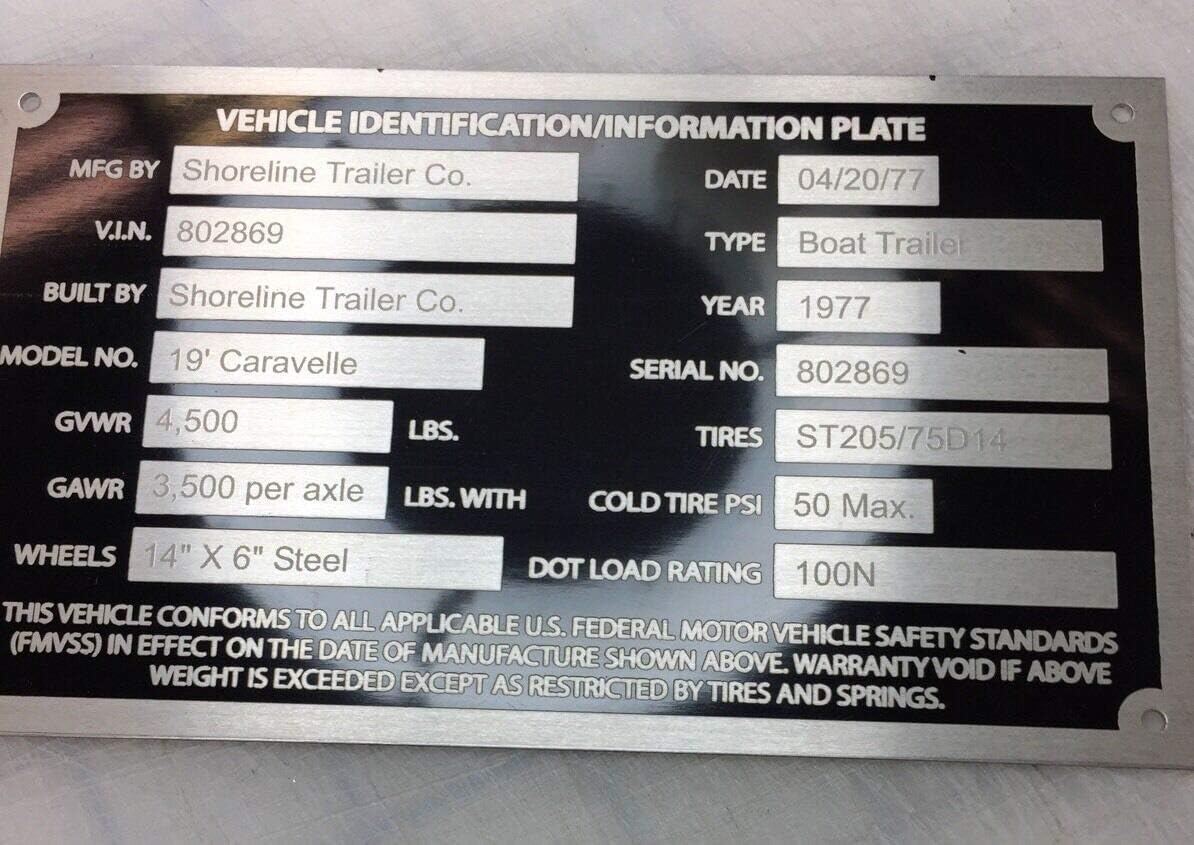 VEHICLE IDENTIFICATION/INFORMATION PLATE
MFG BY Shoreline Trailer Co. DATE 04/20/77
V.I.N. 802869 TYPE Boat Trailer
BUILT BY Shoreline Trailer Co. YEAR 1977
MODEL NO. 19' Caravelle SERIAL NO. 802869
GVWR 4,500 LBS. TIRES ST205/75D14
GAWR 3,500 per axle LBS. WITH COLD TIRE PSI 50 Max.
WHEELS 14" X 6" Steel DOT LOAD RATING 100N
THIS VEHICLE CONFORMS TO ALL APPLICABLE U.S. FEDERAL MOTOR VEHICLE SAFETY STANDARDS
(FMVSS) IN EFFECT ON THE DATE OF MANUFACTURE SHOWN ABOVE. WARRANTY VOID IF ABOVE
WEIGHT IS EXCEEDED EXCEPT AS RESTRICTED BY TIRES AND SPRINGS.